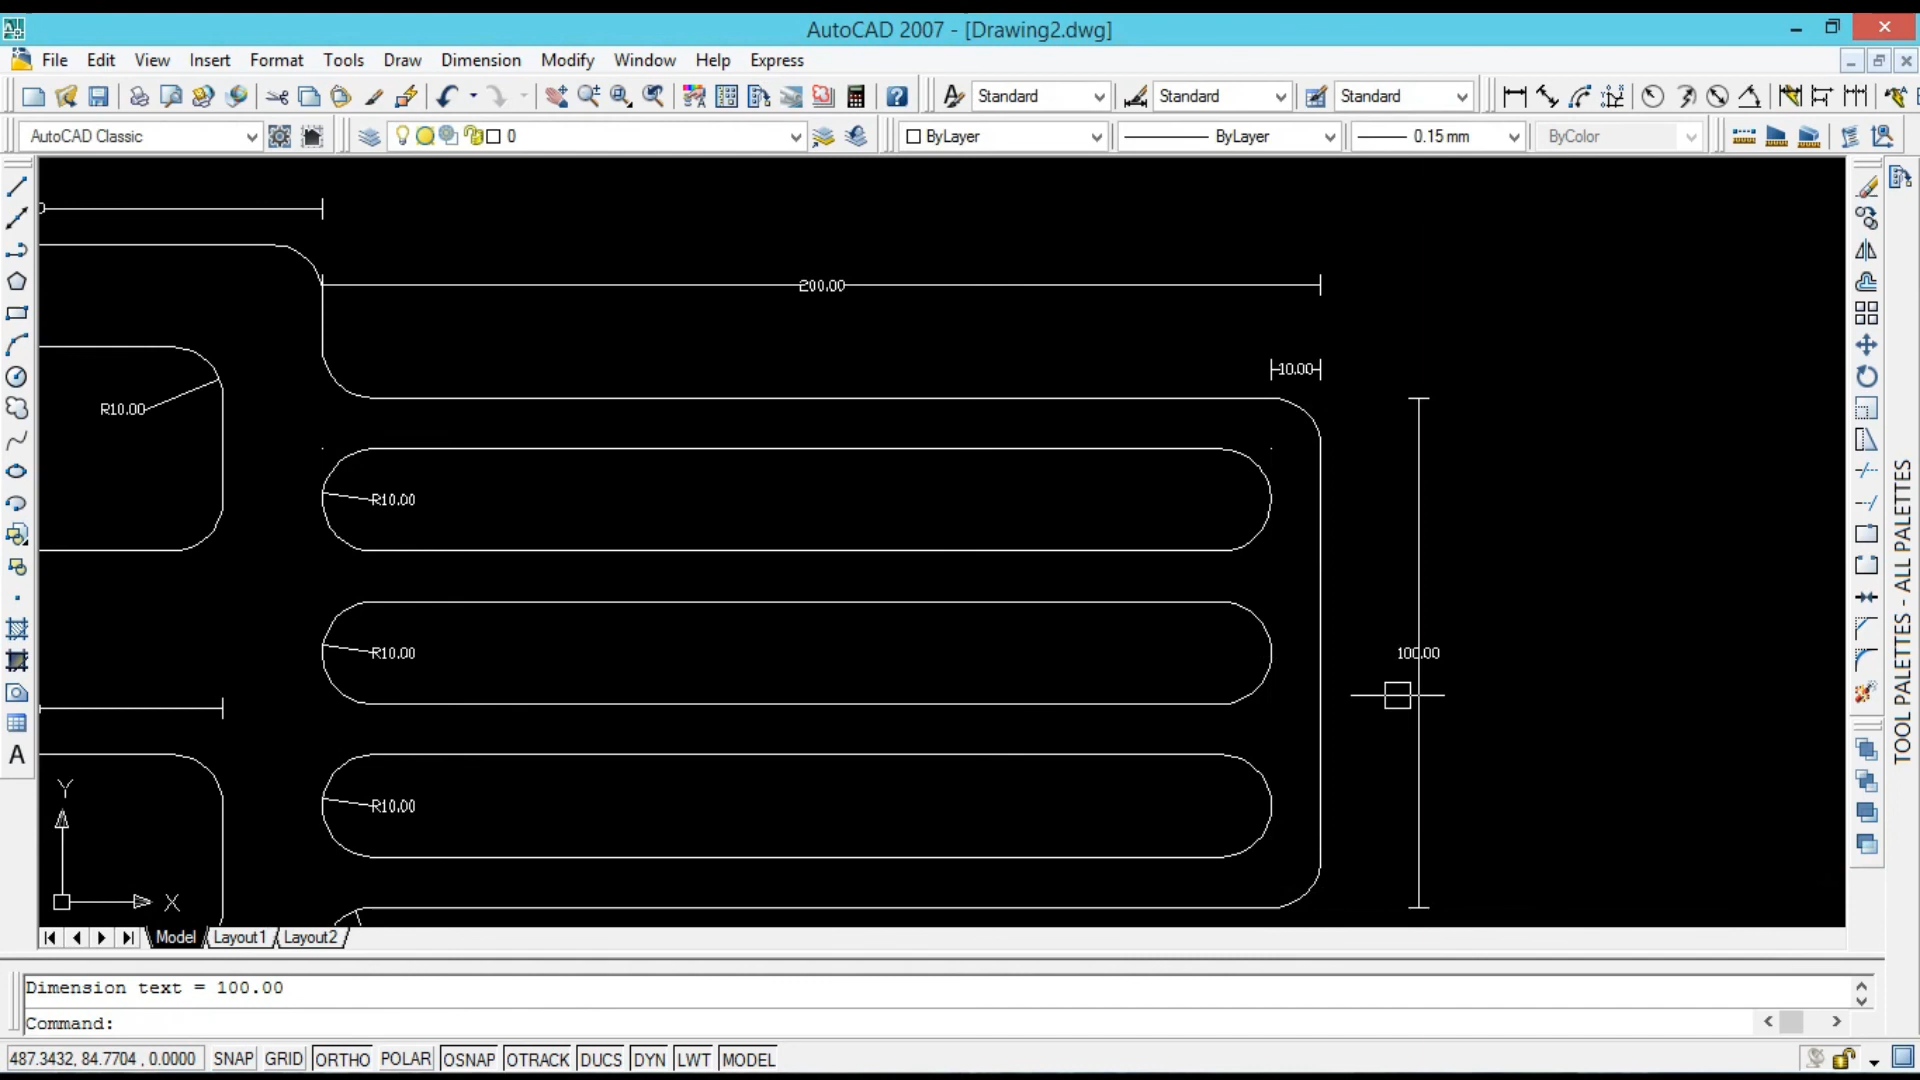 AutoCAD 2007 - [Drawing2.dwg]
File Edit View Insert Format Tools Draw Dimension Modify Window Help Express
Standard Standard Standard
AutoCAD Classic 0 ByLayer ByLayer 0.15 mm ByColor
200.00
10.00
R10.00
R10.00
R10.00
100.00
R10.00
Y
X
A
TOOL PALETTES - ALL PALETTES
Model Layout1 Layout2
Dimension text = 100.00
Command:
487.3432, 84.7704 , 0.0000 SNAP GRID ORTHO POLAR OSNAP OTRACK DUCS DYN LWT MODEL